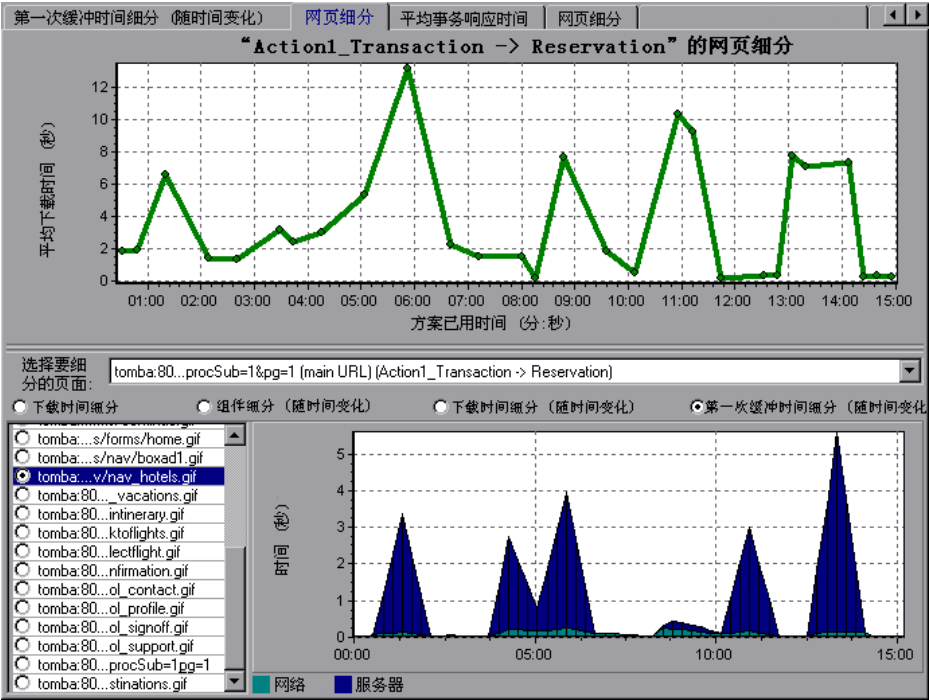 第一次缓冲时间细分 (随时间变化) 网页细分 平均事务响应时间 网页细分
“Action1_Transaction -> Reservation”的网页细分
平均下载时间 (秒)
12
10
8
6
4
2
0
01:00 02:00 03:00 04:00 05:00 06:00 07:00 08:00 09:00 10:00 11:00 12:00 13:00 14:00 15:00
方案已用时间 (分:秒)
选择要细
分的页面:
tomba:80...procSub=1&pg=1 (main URL) (Action1_Transaction -> Reservation)
下载时间细分 组件细分 (随时间变化) 下载时间细分 (随时间变化) 第一次缓冲时间细分 (随时间变化
tomba:...s/forms/home.gif
tomba:...s/nav/boxad1.gif
tomba:...v/nav_hotels.gif
tomba:80..._vacations.gif
tomba:80...intinerary.gif
tomba:80...ktoflights.gif
tomba:80...lectflight.gif
tomba:80...nfirmation.gif
tomba:80...ol_contact.gif
tomba:80...ol_profile.gif
tomba:80...ol_signoff.gif
tomba:80...ol_support.gif
tomba:80...procSub=1pg=1
tomba:80...stinations.gif
时间 (秒)
5
4
3
2
1
0
00:00 05:00 10:00 15:00
网络 服务器